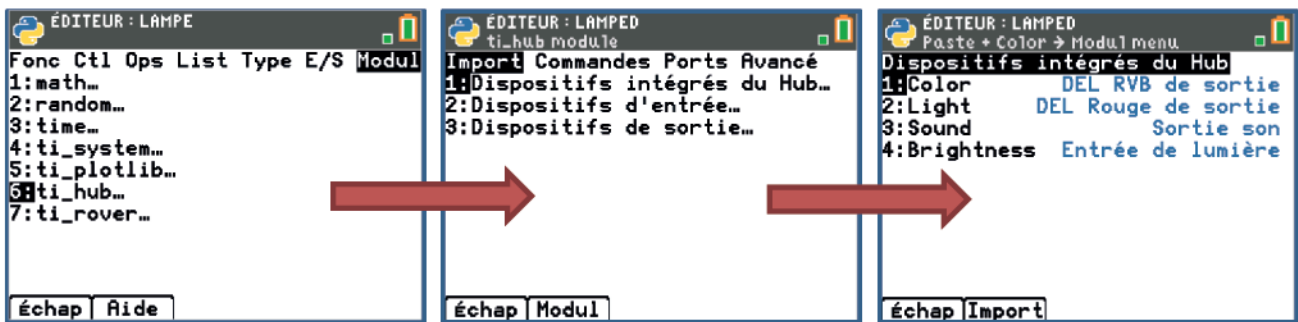 ÉDITEUR : LAMPE
Fonc Ctl Ops List Type E/S Modul
1:math…
2:random…
3:time…
4:ti_system…
5:ti_plotlib…
6:ti_hub…
7:ti_rover…
Échap Aide
ÉDITEUR : LAMPED
ti_hub module
Import Commandes Ports Avancé
1:Dispositifs intégrés du Hub…
2:Dispositifs d'entrée…
3:Dispositifs de sortie…
Échap Modul
ÉDITEUR : LAMPED
Paste + Color → Modul menu
Dispositifs intégrés du Hub
1:Color DEL RVB de sortie
2:Light DEL Rouge de sortie
3:Sound Sortie son
4:Brightness Entrée de lumière
Échap Import